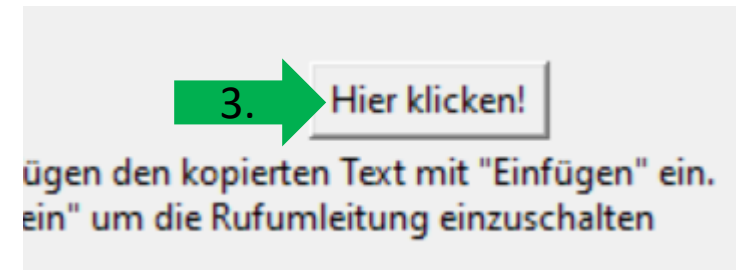 3. Hier klicken!
ügen den kopierten Text mit "Einfügen" ein.
ein" um die Rufumleitung einzuschalten